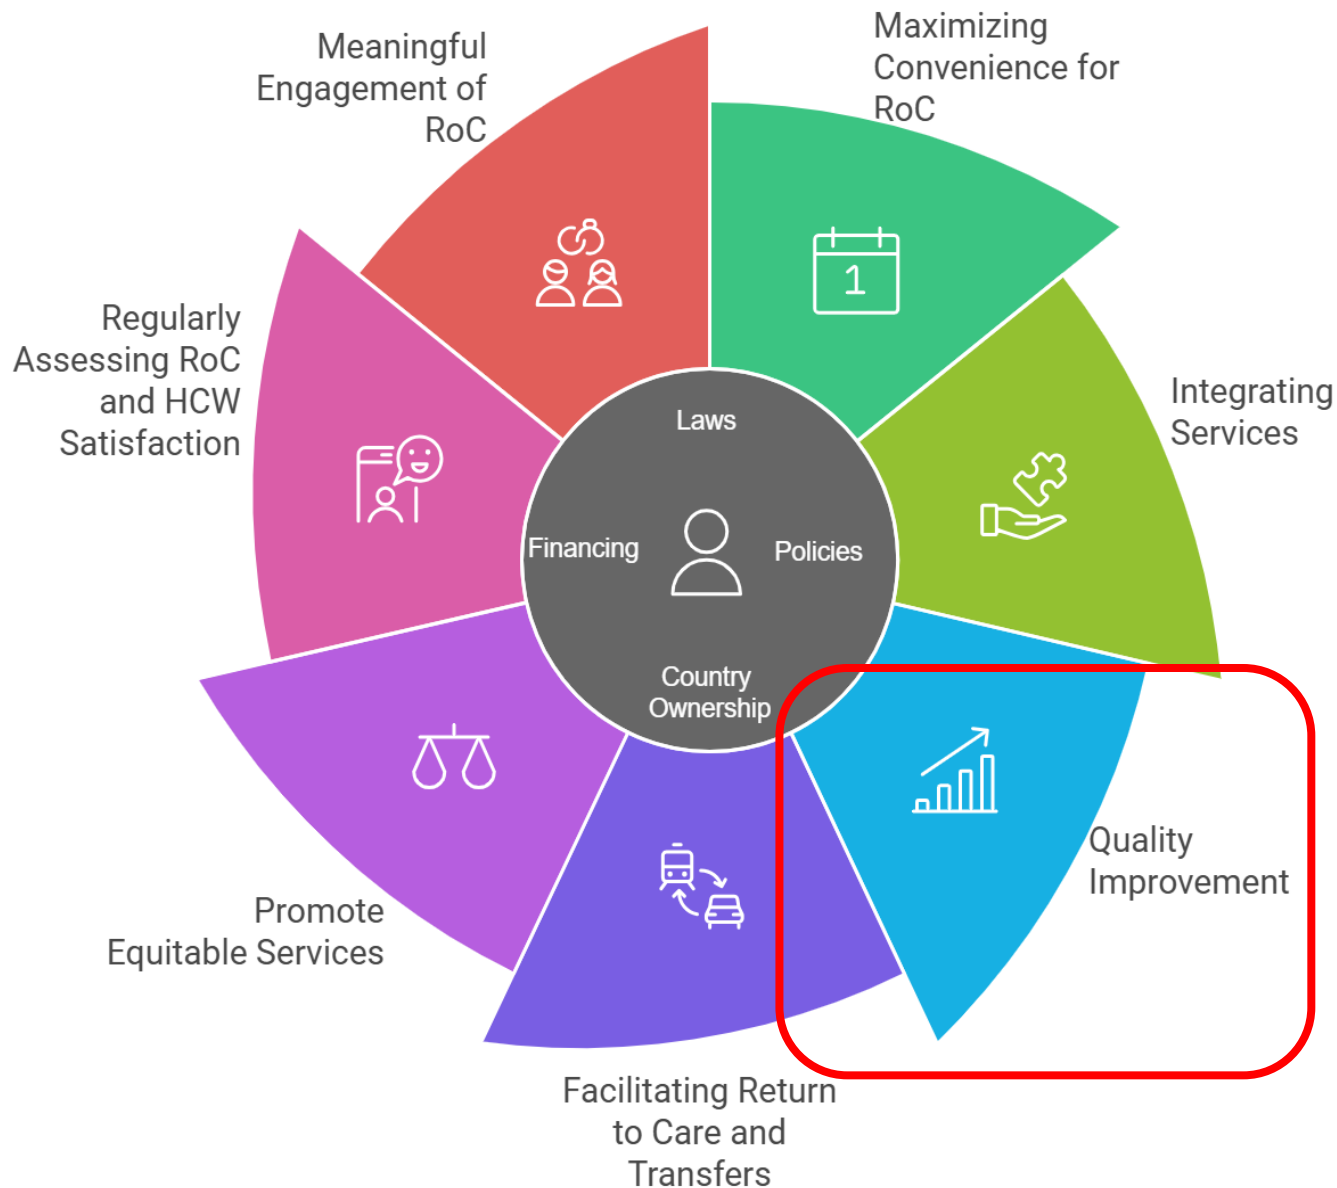 Meaningful
Engagement of
RoC
Maximizing
Convenience for
RoC
1
Integrating
Services
Quality
Improvement
Facilitating Return
to Care and
Transfers
Promote
Equitable Services
Regularly
Assessing RoC
and HCW
Satisfaction
Laws
Financing
Policies
Country
Ownership